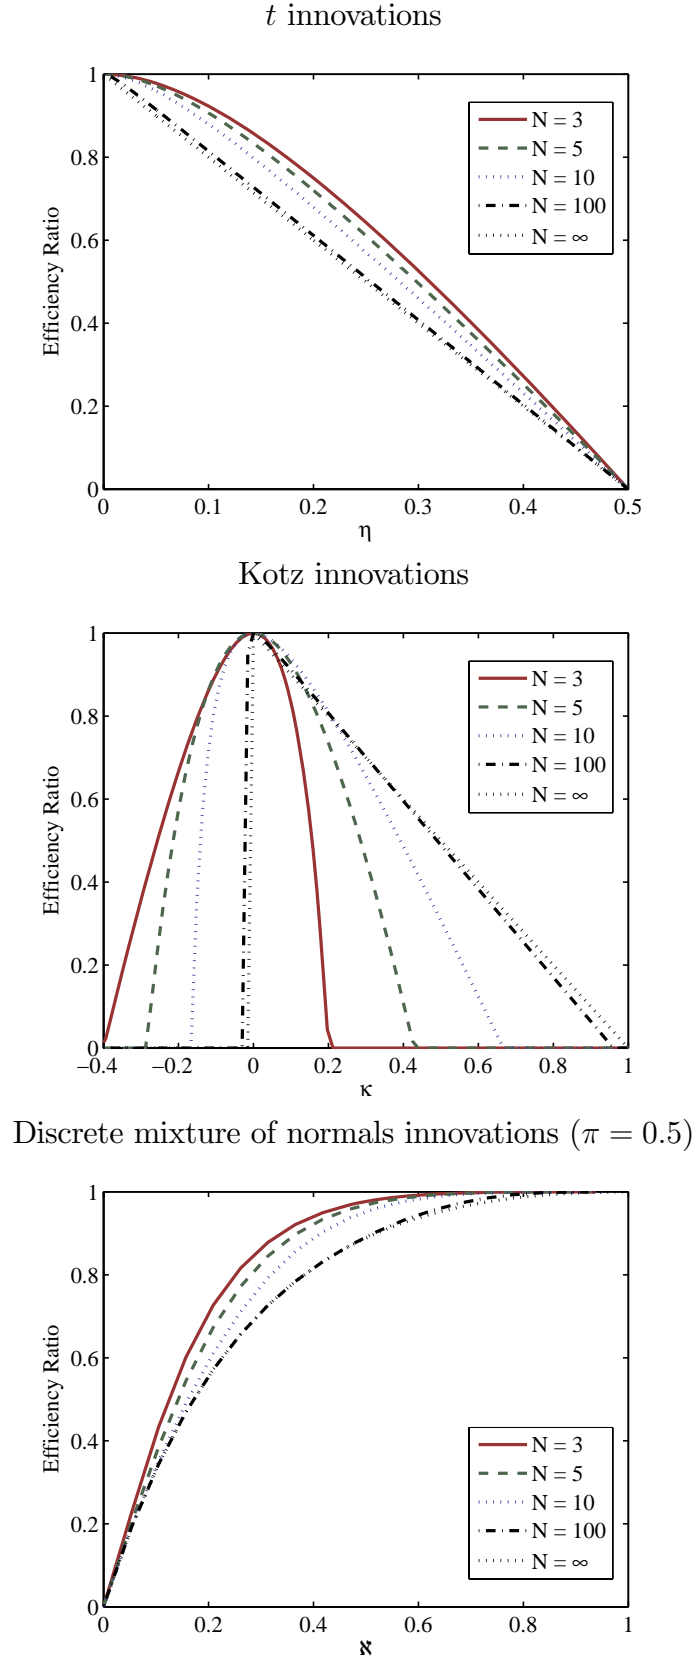 t innovations
1
0.8
0.6
0.4
0.2
0
Efficiency Ratio
N = 3
N = 5
N = 10
N = 100
N = ∞
0 0.1 0.2 0.3 0.4 0.5
η
Kotz innovations
1
0.8
0.6
0.4
0.2
0
Efficiency Ratio
N = 3
N = 5
N = 10
N = 100
N = ∞
−0.4 −0.2 0 0.2 0.4 0.6 0.8 1
κ
Discrete mixture of normals innovations (π = 0.5)
1
0.8
0.6
0.4
0.2
0
Efficiency Ratio
N = 3
N = 5
N = 10
N = 100
N = ∞
0 0.2 0.4 0.6 0.8 1
ℵ